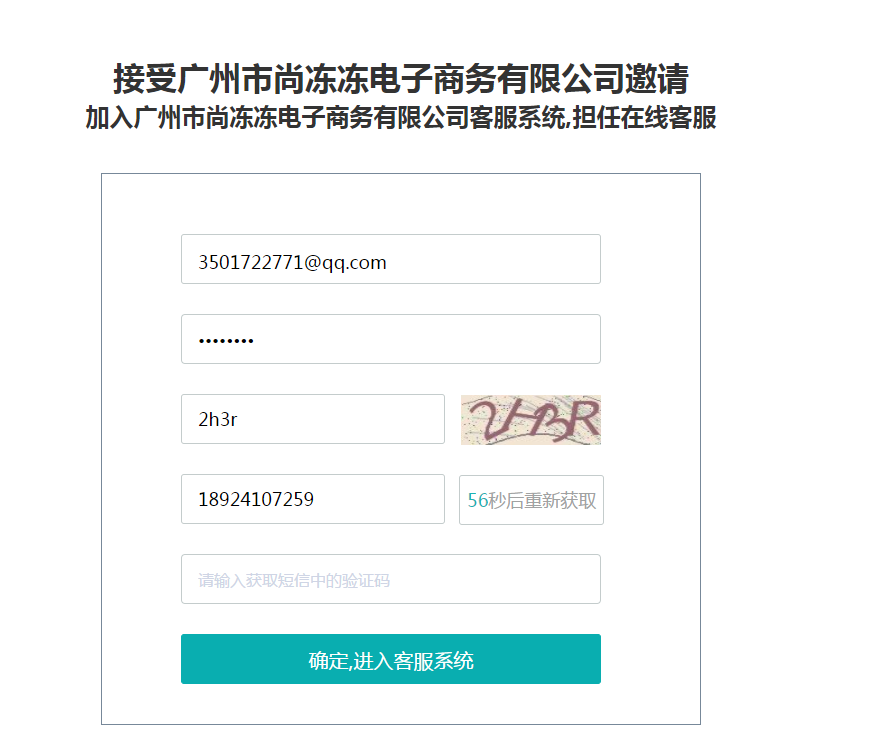 接受广州市尚冻冻电子商务有限公司邀请
加入广州市尚冻冻电子商务有限公司客服系统,担任在线客服
3501722771@qq.com
••••••••
2h3r
2HBR
18924107259
56秒后重新获取
请输入获取短信中的验证码
确定,进入客服系统